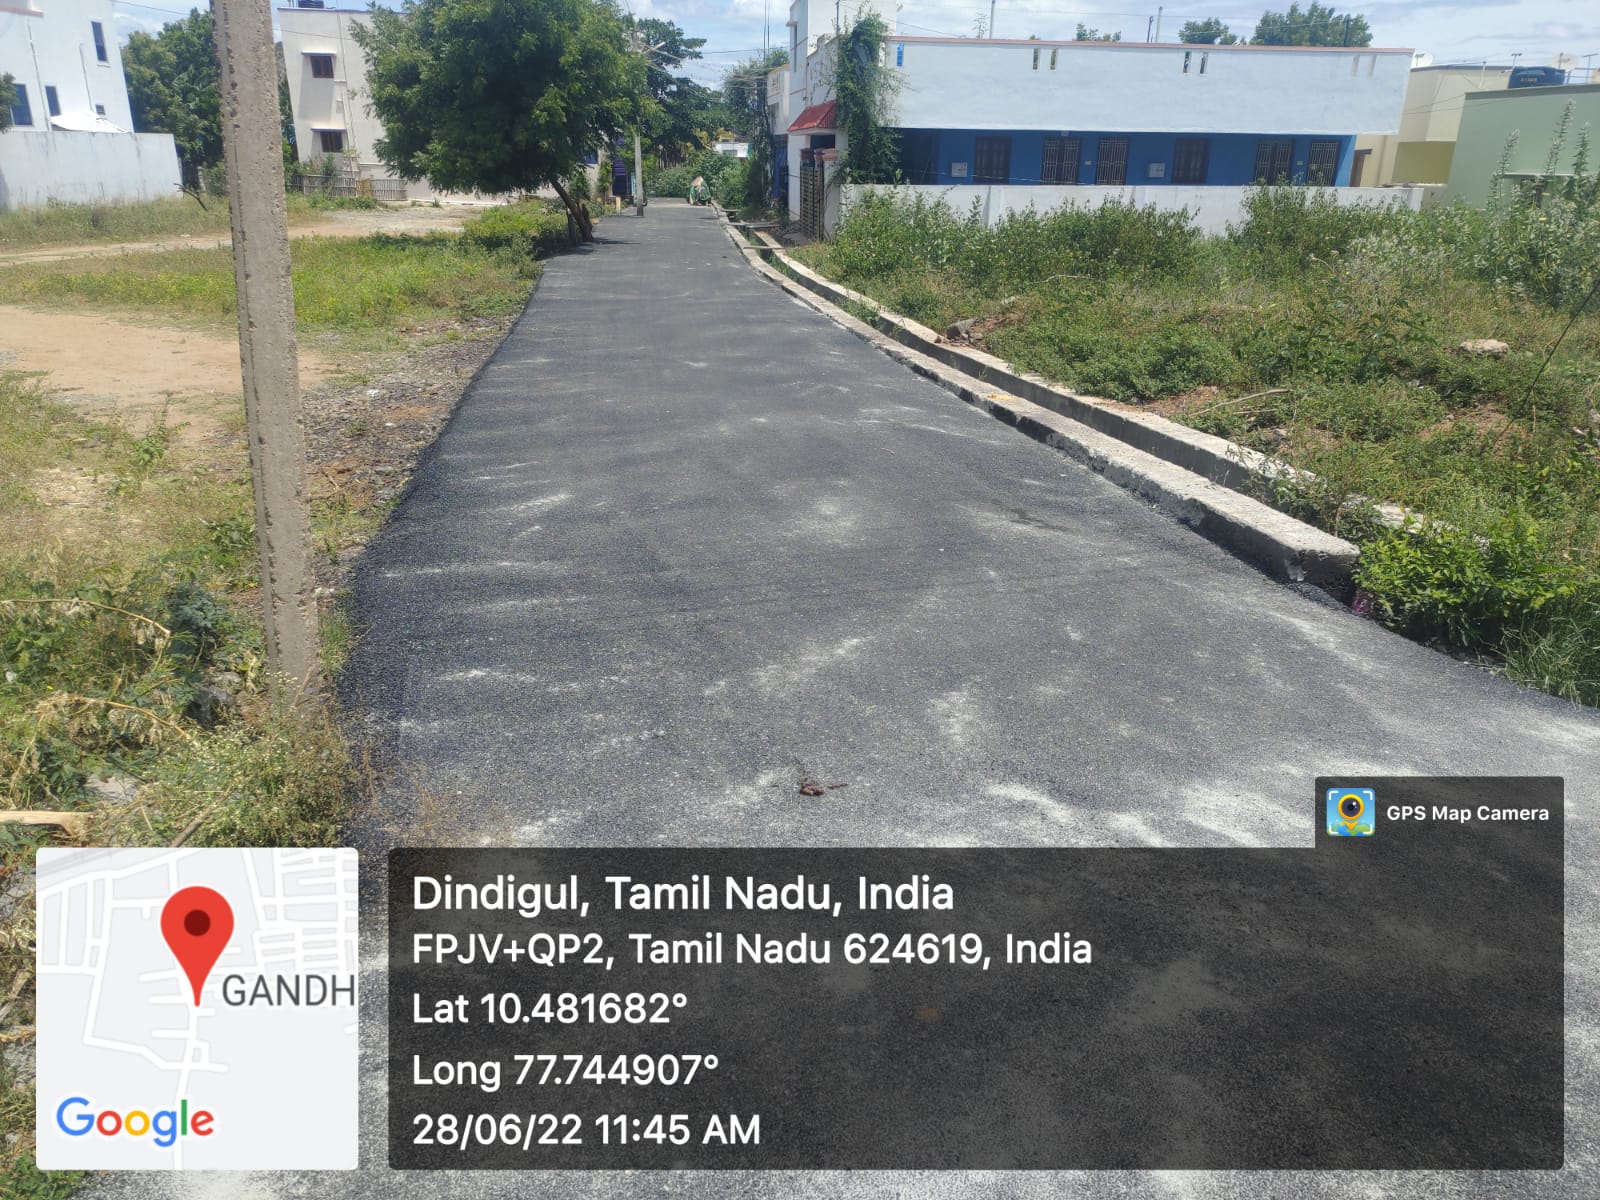 GPS Map Camera
Dindigul, Tamil Nadu, India
FPJV+QP2, Tamil Nadu 624619, India
Lat 10.481682°
Long 77.744907°
28/06/22 11:45 AM
GANDH
Google